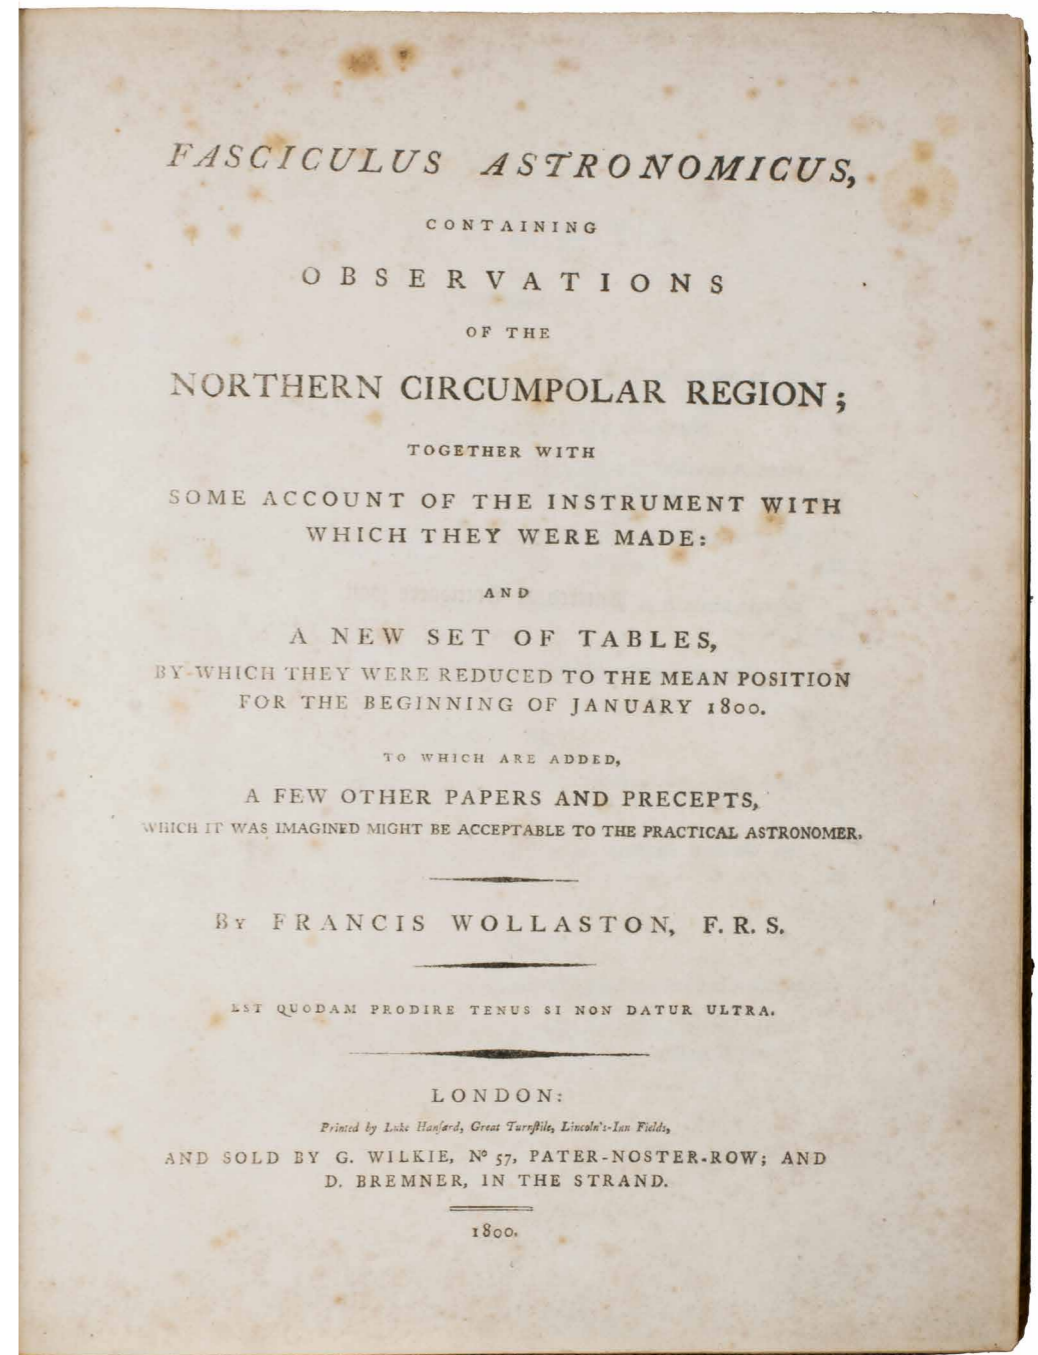 FASCICULUS ASTRONOMICUS,
CONTAINING
OBSERVATIONS
OF THE
NORTHERN CIRCUMPOLAR REGION;
TOGETHER WITH
SOME ACCOUNT OF THE INSTRUMENT WITH
WHICH THEY WERE MADE:
AND
A NEW SET OF TABLES,
BY WHICH THEY WERE REDUCED TO THE MEAN POSITION
FOR THE BEGINNING OF JANUARY 1800.
TO WHICH ARE ADDED,
A FEW OTHER PAPERS AND PRECEPTS,
WHICH IT WAS IMAGINED MIGHT BE ACCEPTABLE TO THE PRACTICAL ASTRONOMER.
By FRANCIS WOLLASTON, F. R. S.
EST QUODAM PRODIRE TENUS SI NON DATUR ULTRA.
LONDON:
Printed by Luke Hanſard, Great Turnſtile, Lincoln's-Inn Fields,
AND SOLD BY G. WILKIE, Nº 57, PATER-NOSTER-ROW; AND
D. BREMNER, IN THE STRAND.
1800.